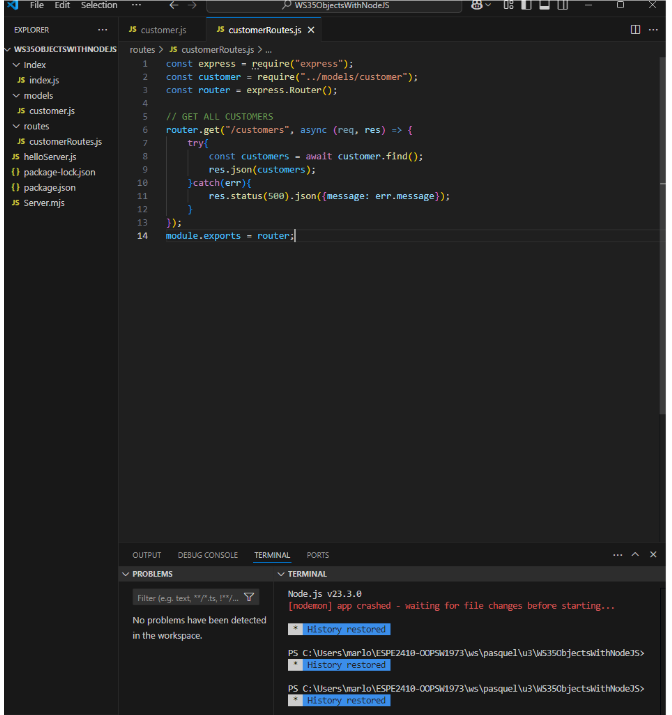 File Edit Selection ... WS35ObjectsWithNodeJS
EXPLORER ...
WS35OBJECTSWITHNODEJS
Index
JS index.js
models
JS customer.js
routes
JS customerRoutes.js
JS helloServer.js
{} package-lock.json
{} package.json
JS Server.mjs
JS customer.js JS customerRoutes.js X
routes > JS customerRoutes.js > ...
1 const express = require("express");
2 const customer = require("../models/customer");
3 const router = express.Router();
4
5 // GET ALL CUSTOMERS
6 router.get("/customers", async (req, res) => {
7 try{
8 const customers = await customer.find();
9 res.json(customers);
10 }catch(err){
11 res.status(500).json({message: err.message});
12 }
13 });
14 module.exports = router;
OUTPUT DEBUG CONSOLE TERMINAL PORTS
PROBLEMS
Filter (e.g. text, **/*.ts, !**/...
No problems have been detected
in the workspace.
TERMINAL
Node.js v23.3.0
[nodemon] app crashed - waiting for file changes before starting...
* History restored
PS C:\Users\marlo\ESPE2410-OOPSW1973\ws\pasquel\u3\WS35ObjectsWithNodeJS>
* History restored
PS C:\Users\marlo\ESPE2410-OOPSW1973\ws\pasquel\u3\WS35ObjectsWithNodeJS>
* History restored